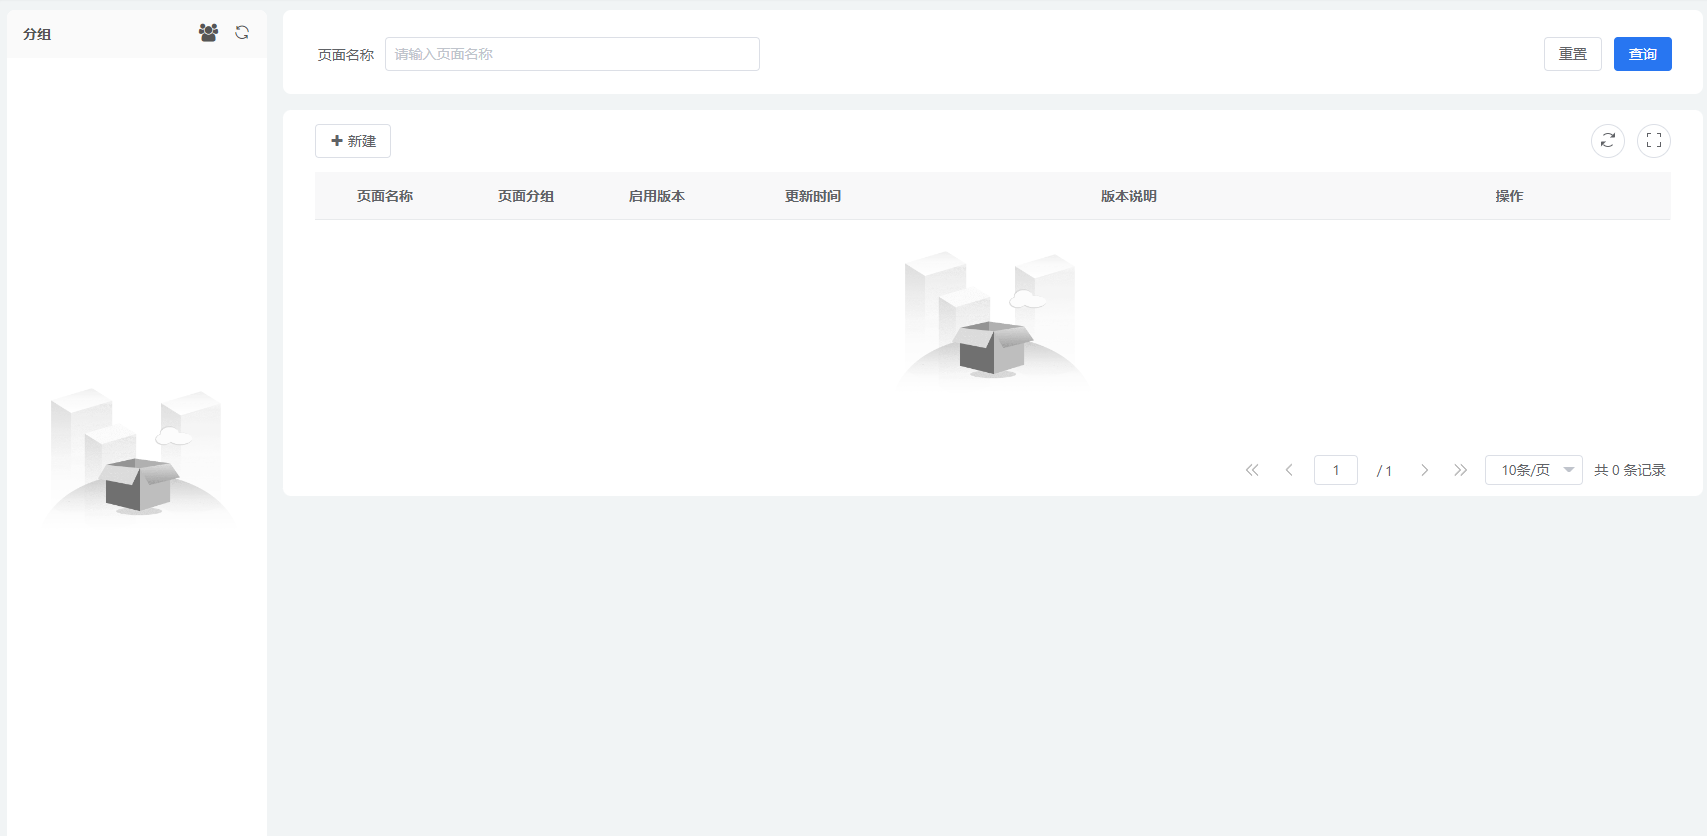 分组
页面名称 请输入页面名称 重置 查询
新建
页面名称 页面分组 启用版本 更新时间 版本说明 操作
1 / 1 10条/页 共 0 条记录